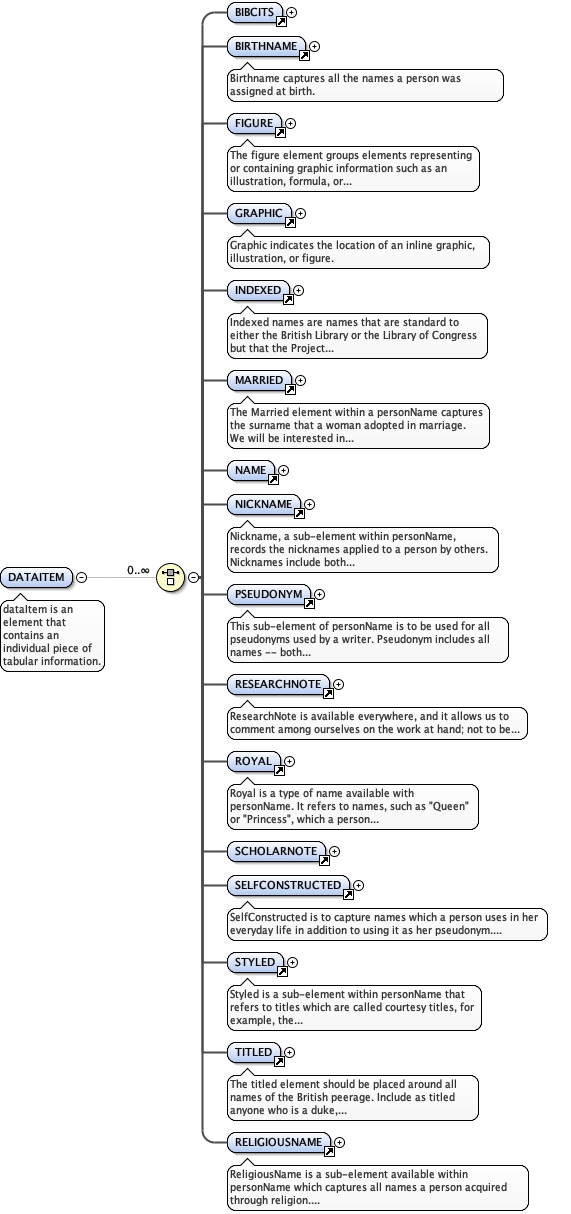 BIBCITS
BIRTHNAME
Birthname captures all the names a person was
assigned at birth.
FIGURE
The figure element groups elements representing
or containing graphic information such as an
illustration, formula, or...
GRAPHIC
Graphic indicates the location of an inline graphic,
illustration, or figure.
INDEXED
Indexed names are names that are standard to
either the British Library or the Library of Congress
but that the Project...
MARRIED
The Married element within a personName captures
the surname that a woman adopted in marriage.
We will be interested in...
NAME
NICKNAME
Nickname, a sub-element within personName,
records the nicknames applied to a person by others.
Nicknames include both...
DATAITEM
0..∞
dataItem is an
element that
contains an
individual piece of
tabular information.
PSEUDONYM
This sub-element of personName is to be used for all
pseudonyms used by a writer. Pseudonym includes all
names -- both...
RESEARCHNOTE
ResearchNote is available everywhere, and it allows us to
comment among ourselves on the work at hand; not to be...
ROYAL
Royal is a type of name available with
personName. It refers to names, such as "Queen"
or "Princess", which a person...
SCHOLARNOTE
SELFCONSTRUCTED
SelfConstructed is to capture names which a person uses in her
everyday life in addition to using it as her pseudonym....
STYLED
Styled is a sub-element within personName that
refers to titles which are called courtesy titles, for
example, the...
TITLED
The titled element should be placed around all
names of the British peerage. Include as titled
anyone who is a duke,...
RELIGIOUSNAME
ReligiousName is a sub-element available within
personName which captures all names a person acquired
through religion....